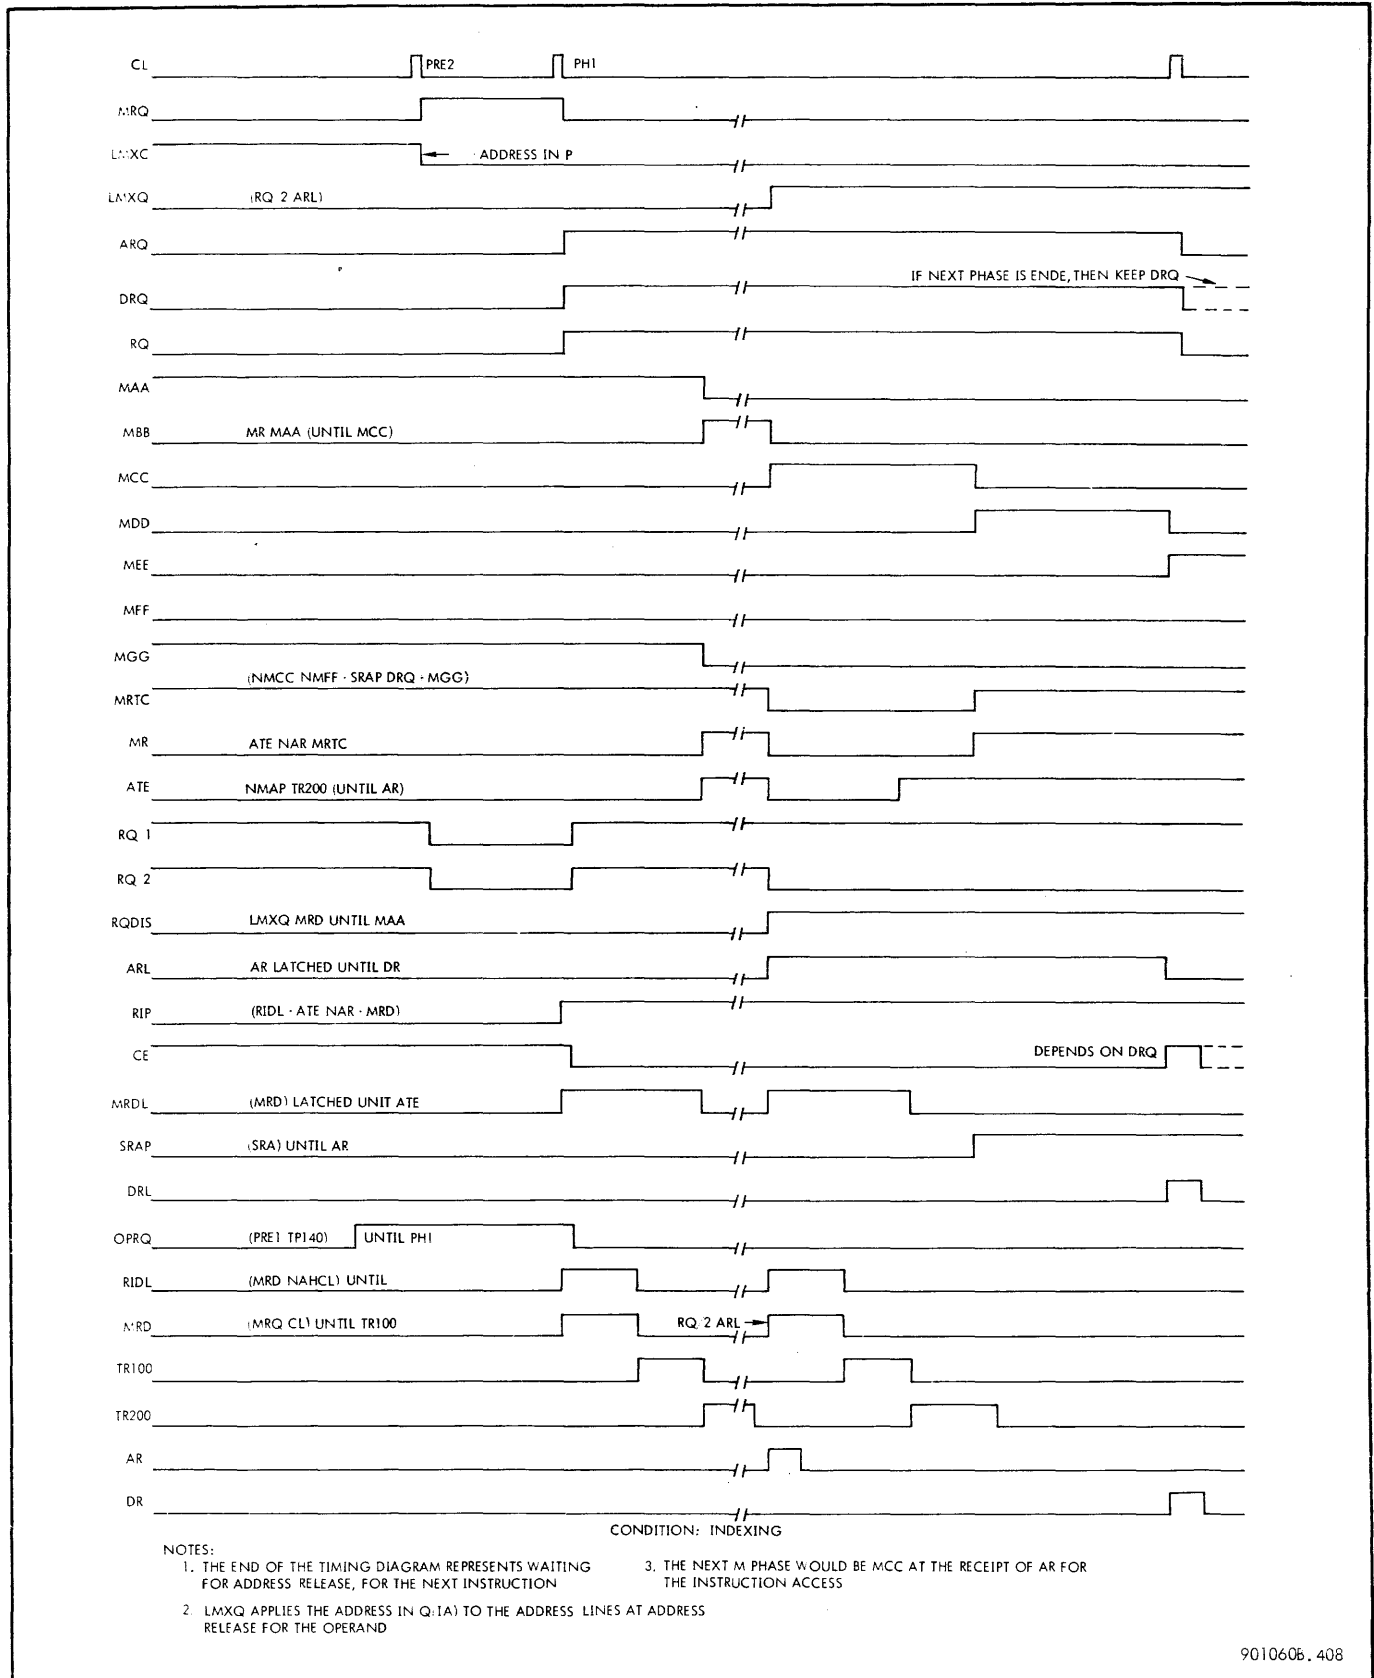 CL PRE2 PH1
MRQ
LMXC ADDRESS IN P
LMXQ (RQ 2 ARL)
ARQ
IF NEXT PHASE IS ENDE, THEN KEEP DRQ
DRQ
RQ
MAA
MBB MR MAA (UNTIL MCC)
MCC
MDD
MEE
MFF
MGG
(NMCC NMFF · SRAP DRQ · MGG)
MRTC
MR ATE NAR MRTC
ATE NMAP TR200 (UNTIL AR)
RQ 1
RQ 2
RQDIS LMXQ MRD UNTIL MAA
ARL AR LATCHED UNTIL DR
RIP (RIDL · ATE NAR · MRD)
CE DEPENDS ON DRQ
MRDL (MRD) LATCHED UNIT ATE
SRAP (SRA) UNTIL AR
DRL
OPRQ (PRE1 TP140) UNTIL PH1
RIDL (MRD NAHCL) UNTIL
MRD (MRQ CL) UNTIL TR100 RQ 2 ARL
TR100
TR200
AR
DR
CONDITION: INDEXING
NOTES:
1. THE END OF THE TIMING DIAGRAM REPRESENTS WAITING
FOR ADDRESS RELEASE, FOR THE NEXT INSTRUCTION
2. LMXQ APPLIES THE ADDRESS IN Q(IA) TO THE ADDRESS LINES AT ADDRESS
RELEASE FOR THE OPERAND
3. THE NEXT M PHASE WOULD BE MCC AT THE RECEIPT OF AR FOR
THE INSTRUCTION ACCESS
901060B.408